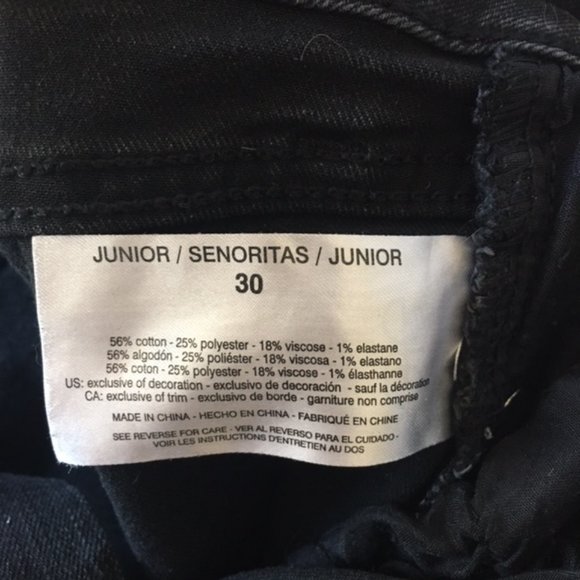 JUNIOR / SENORITAS / JUNIOR
30
56% cotton - 25% polyester - 18% viscose - 1% elastane
56% algodón - 25% poliéster - 18% viscosa - 1% elastano
56% coton - 25% polyester - 18% viscose - 1% élasthanne
US: exclusive of decoration - exclusivo de decoración - sauf la décoration
CA: exclusive of trim - exclusivo de borde - garniture non comprise
MADE IN CHINA - HECHO EN CHINA - FABRIQUÉ EN CHINE
SEE REVERSE FOR CARE - VER AL REVERSO PARA EL CUIDADO -
VOIR LES INSTRUCTIONS D'ENTRETIEN AU DOS